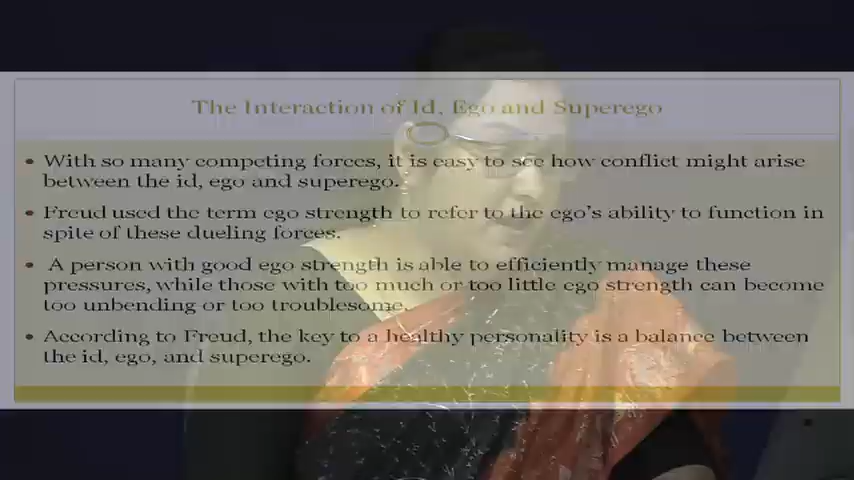 The Interaction of Id, Ego and Superego
• With so many competing forces, it is easy to see how conflict might arise
between the id, ego and superego.
• Freud used the term ego strength to refer to the ego's ability to function in
spite of these dueling forces.
• A person with good ego strength is able to efficiently manage these
pressures, while those with too much or too little ego strength can become
too unbending or too troublesome.
• According to Freud, the key to a healthy personality is a balance between
the id, ego, and superego.